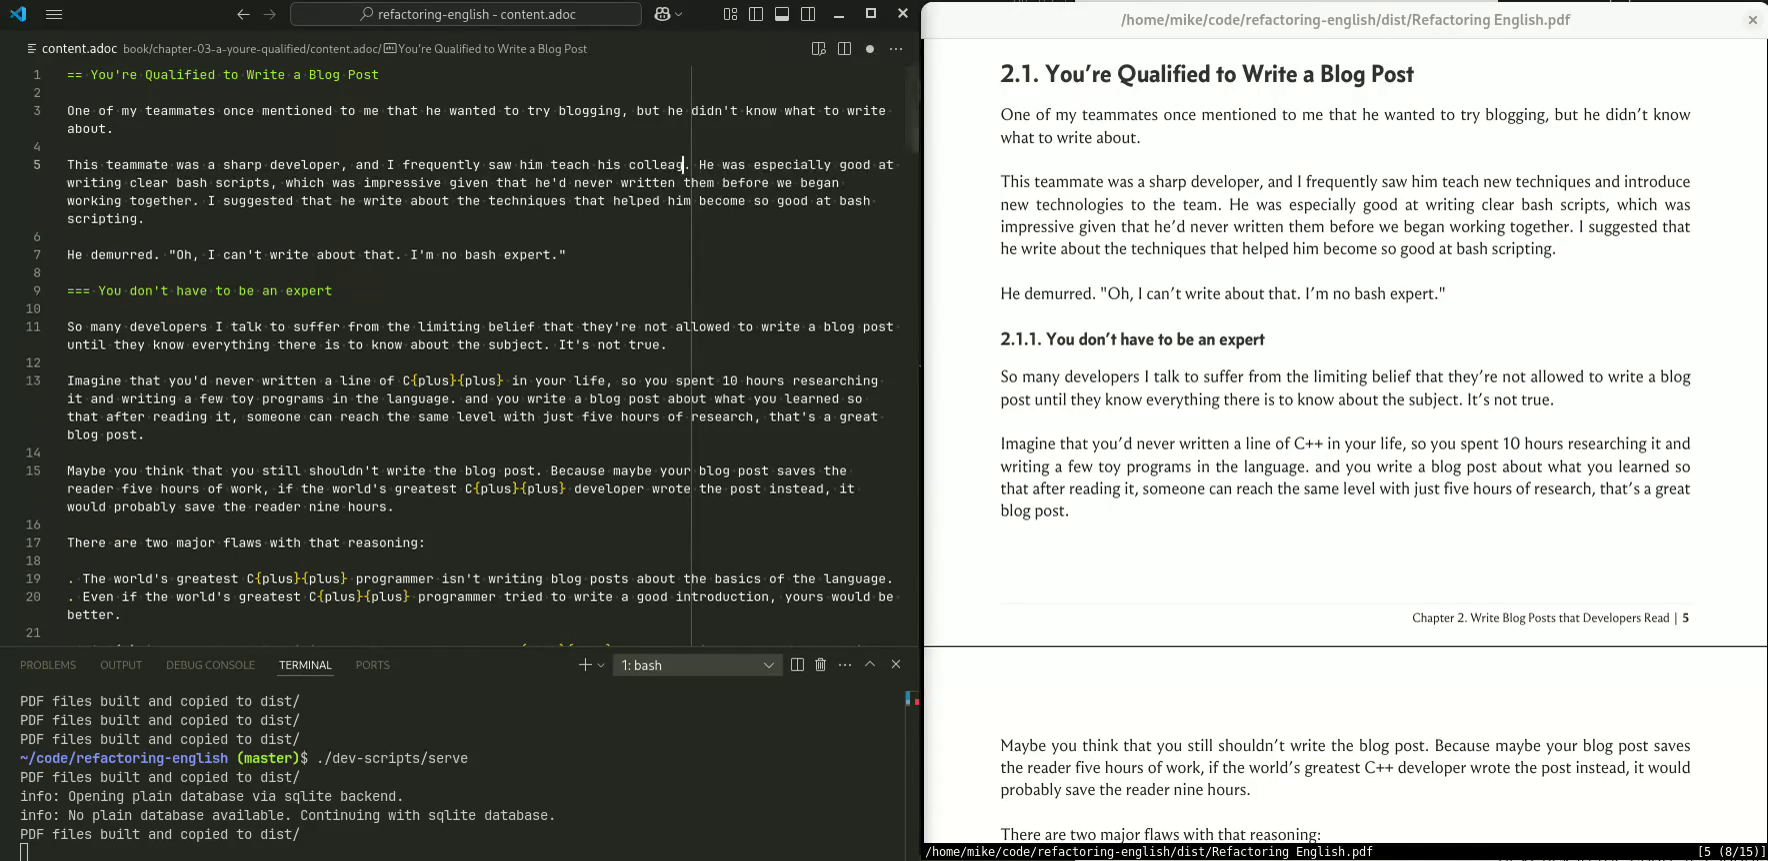 refactoring-english - content.adoc
content.adoc book/chapter-03-a-youre-qualified/content.adoc/ You're Qualified to Write a Blog Post
1 == You're Qualified to Write a Blog Post
2
3 One of my teammates once mentioned to me that he wanted to try blogging, but he didn't know what to write
about.
4
5 This teammate was a sharp developer, and I frequently saw him teach his colleag. He was especially good at
writing clear bash scripts, which was impressive given that he'd never written them before we began
working together. I suggested that he write about the techniques that helped him become so good at bash
scripting.
6
7 He demurred. "Oh, I can't write about that. I'm no bash expert."
8
9 === You don't have to be an expert
10
11 So many developers I talk to suffer from the limiting belief that they're not allowed to write a blog post
until they know everything there is to know about the subject. It's not true.
12
13 Imagine that you'd never written a line of C{plus}{plus} in your life, so you spent 10 hours researching
it and writing a few toy programs in the language. and you write a blog post about what you learned so
that after reading it, someone can reach the same level with just five hours of research, that's a great
blog post.
14
15 Maybe you think that you still shouldn't write the blog post. Because maybe your blog post saves the
reader five hours of work, if the world's greatest C{plus}{plus} developer wrote the post instead, it
would probably save the reader nine hours.
16
17 There are two major flaws with that reasoning:
18
19 . The world's greatest C{plus}{plus} programmer isn't writing blog posts about the basics of the language.
20 . Even if the world's greatest C{plus}{plus} programmer tried to write a good introduction, yours would be
better.
21
PROBLEMS OUTPUT DEBUG CONSOLE TERMINAL PORTS 1: bash
PDF files built and copied to dist/
PDF files built and copied to dist/
PDF files built and copied to dist/
~/code/refactoring-english (master)$ ./dev-scripts/serve
PDF files built and copied to dist/
info: Opening plain database via sqlite backend.
info: No plain database available. Continuing with sqlite database.
PDF files built and copied to dist/
/home/mike/code/refactoring-english/dist/Refactoring English.pdf
2.1. You’re Qualified to Write a Blog Post
One of my teammates once mentioned to me that he wanted to try blogging, but he didn’t know
what to write about.
This teammate was a sharp developer, and I frequently saw him teach new techniques and introduce
new technologies to the team. He was especially good at writing clear bash scripts, which was
impressive given that he’d never written them before we began working together. I suggested that
he write about the techniques that helped him become so good at bash scripting.
He demurred. "Oh, I can’t write about that. I’m no bash expert."
2.1.1. You don’t have to be an expert
So many developers I talk to suffer from the limiting belief that they’re not allowed to write a blog
post until they know everything there is to know about the subject. It’s not true.
Imagine that you’d never written a line of C++ in your life, so you spent 10 hours researching it and
writing a few toy programs in the language. and you write a blog post about what you learned so
that after reading it, someone can reach the same level with just five hours of research, that’s a great
blog post.
Chapter 2. Write Blog Posts that Developers Read | 5
Maybe you think that you still shouldn’t write the blog post. Because maybe your blog post saves
the reader five hours of work, if the world’s greatest C++ developer wrote the post instead, it would
probably save the reader nine hours.
There are two major flaws with that reasoning:
/home/mike/code/refactoring-english/dist/Refactoring English.pdf [5 (8/15)]